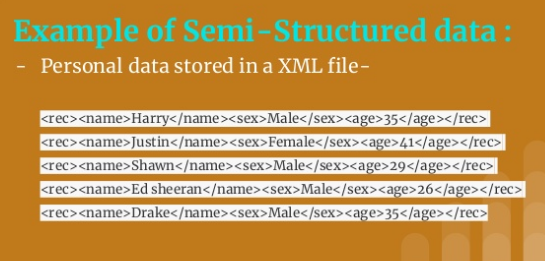 Example of Semi-Structured data :
- Personal data stored in a XML file-
<rec><name>Harry</name><sex>Male</sex><age>35</age></rec>
<rec><name>Justin</name><sex>Female</sex><age>41</age></rec>
<rec><name>Shawn</name><sex>Male</sex><age>29</age></rec>
<rec><name>Ed sheeran</name><sex>Male</sex><age>26</age></rec>
<rec><name>Drake</name><sex>Male</sex><age>35</age></rec>